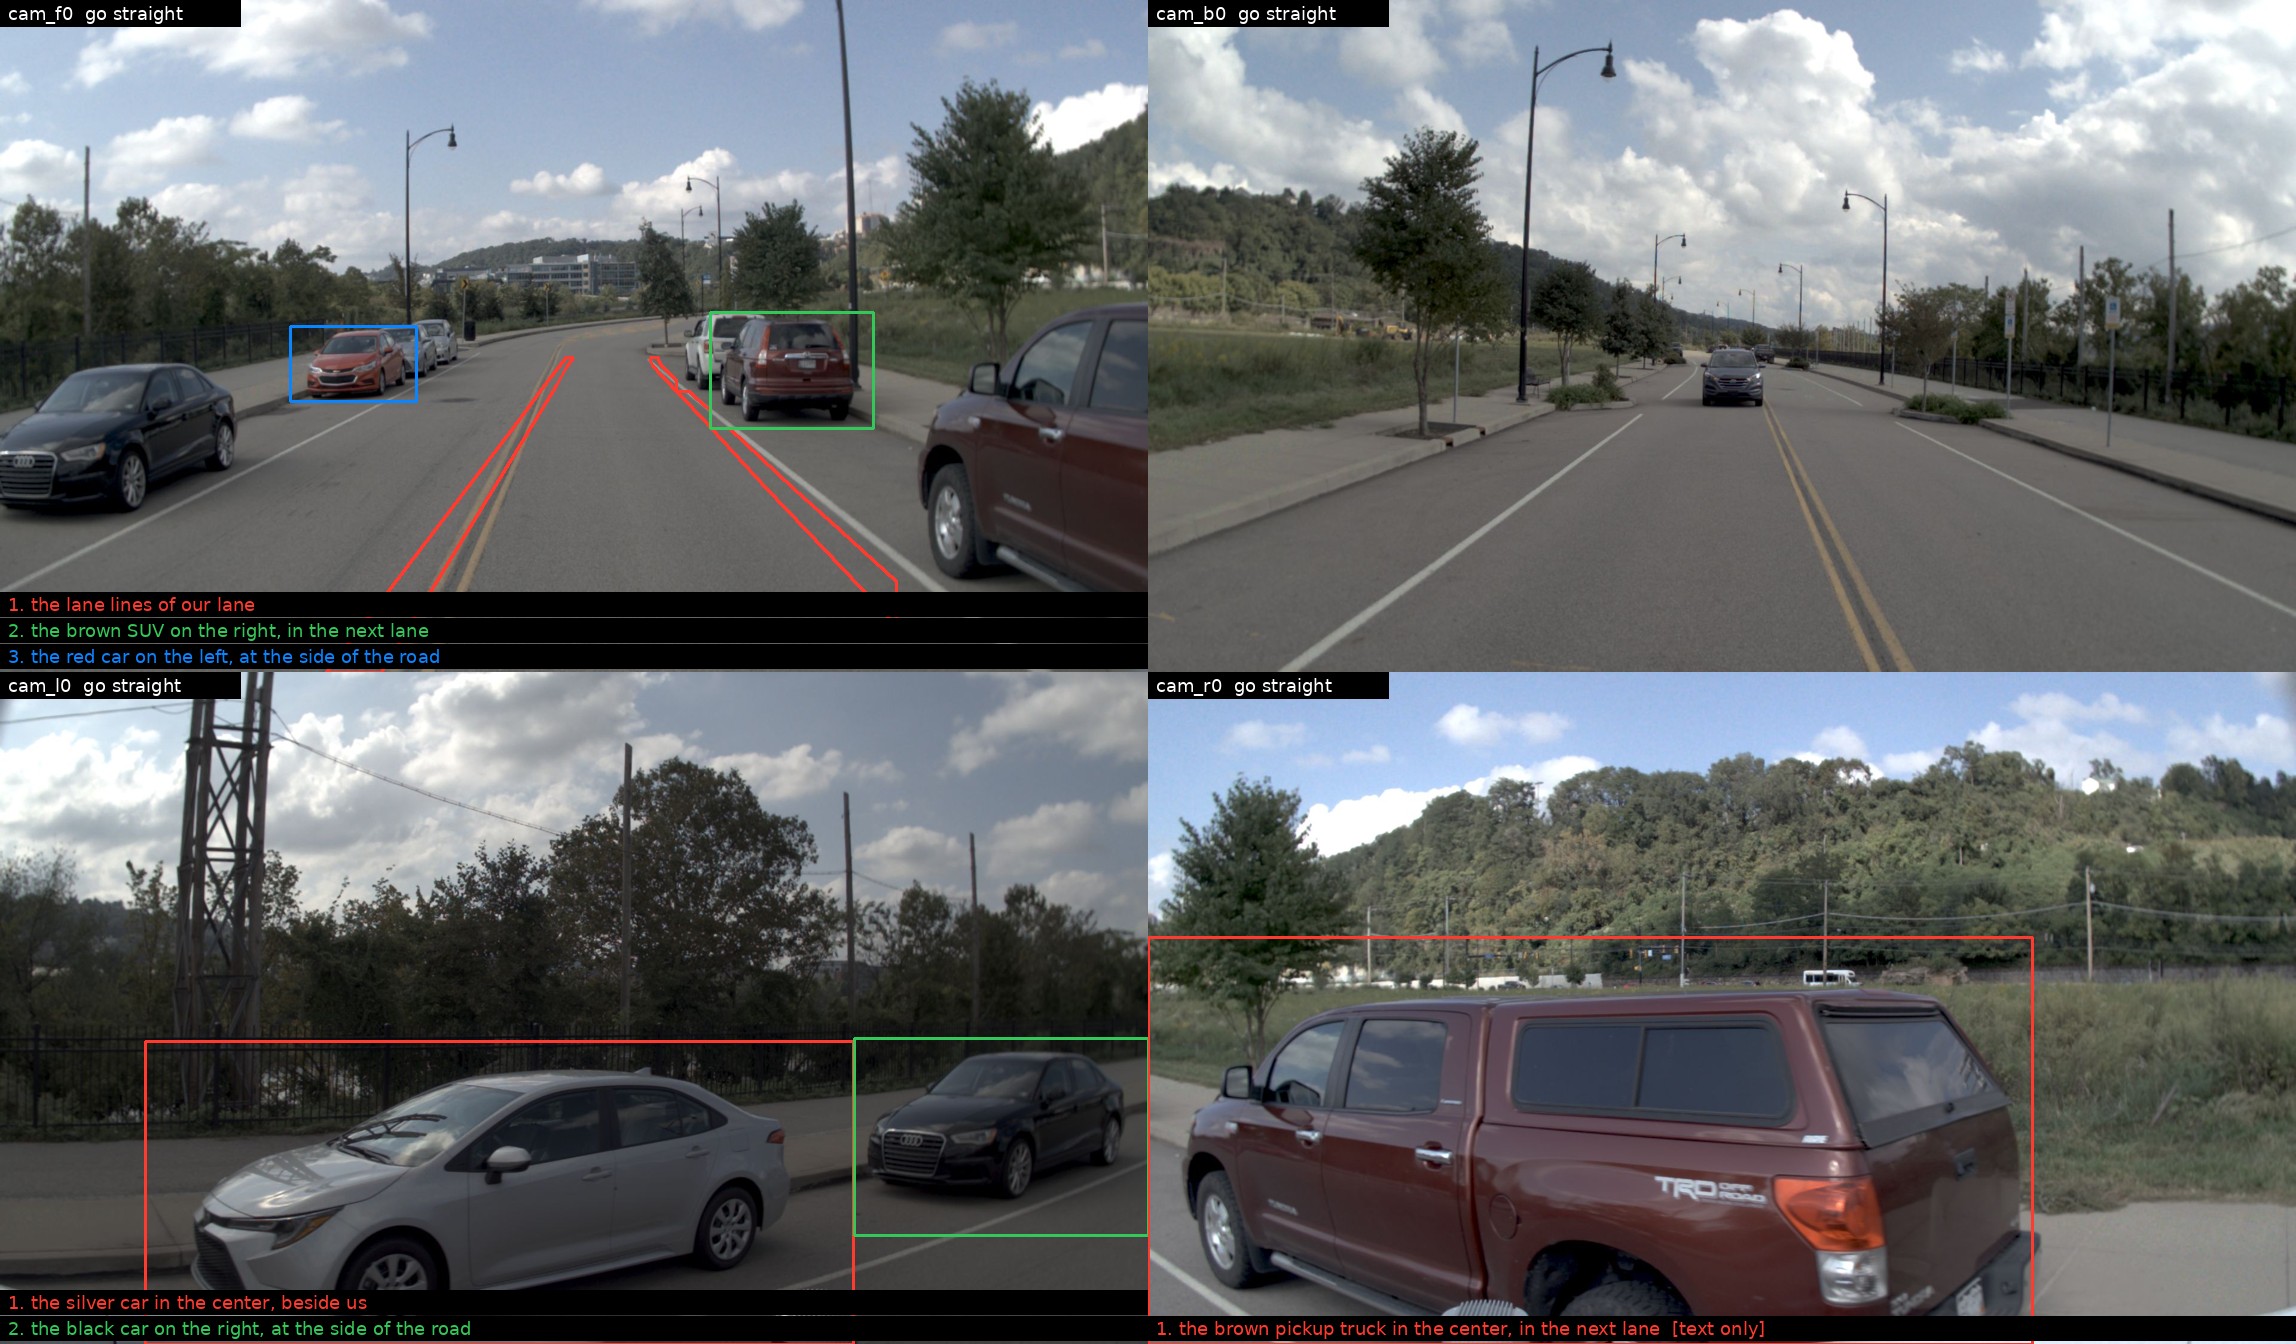 cam_f0 go straight
1. the lane lines of our lane
2. the brown SUV on the right, in the next lane
3. the red car on the left, at the side of the road
cam_b0 go straight
cam_l0 go straight
1. the silver car in the center, beside us
2. the black car on the right, at the side of the road
cam_r0 go straight
TRD OFF ROAD
1. the brown pickup truck in the center, in the next lane [text only]